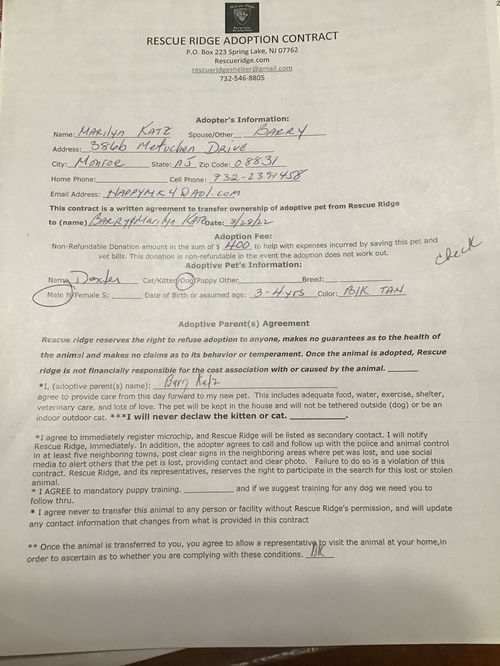 RESCUE RIDGE ADOPTION CONTRACT
P.O. Box 223 Spring Lake, NJ 07762
Rescueridge.com
rescueridgeshelter@gmail.com
732-546-8805
Adopter's Information:
Name: MARILYN KATZ Spouse/Other BARRY
Address: 386b Metuchen DRIVE
City: Monroe State: NJ Zip Code: 08831
Home Phone: Cell Phone: 732-2391458
Email Address: HAPPYMK4@AOL.COM
This contract is a written agreement to transfer ownership of adoptive pet from Rescue Ridge
to (name) BARRY&Marilyn KATZ Date: 3/25/22
Adoption Fee:
Non-Refundable Donation amount in the sum of $ 400 to help with expenses incurred by saving this pet and
vet bills. This donation is non-refundable in the event the adoption does not work out.
check
Adoptive Pet's Information:
Name Dexter Cat/Kitten/Dog/Puppy Other Breed:
Male N/Female S: Date of Birth or assumed age: 3-4 yrs Color: BlK TAN
Adoptive Parent(s) Agreement
Rescue ridge reserves the right to refuse adoption to anyone, makes no guarantees as to the health of
the animal and makes no claims as to its behavior or temperament. Once the animal is adopted, Rescue
ridge is not financially responsible for the cost association with or caused by the animal.
*I, (adoptive parent(s) name): Barry Katz
agree to provide care from this day forward to my new pet. This includes adequate food, water, exercise, shelter,
veterinary care, and lots of love. The pet will be kept in the house and will not be tethered outside (dog) or be an
indoor outdoor cat. ***I will never declaw the kitten or cat.
*I agree to immediately register microchip, and Rescue Ridge will be listed as secondary contact. I will notify
Rescue Ridge, immediately. In addition, the adopter agrees to call and follow up with the police and animal control
in at least five neighboring towns, post clear signs in the neighboring areas where pet was lost, and use social
media to alert others that the pet is lost, providing contact and clear photo. Failure to do so is a violation of this
contract. Rescue Ridge, and its representatives, reserves the right to participate in the search for this lost or stolen
animal.
* I AGREE to mandatory puppy training. and if we suggest training for any dog we need you to
follow thru.
* I agree never to transfer this animal to any person or facility without Rescue Ridge's permission, and will update
any contact information that changes from what is provided in this contract
** Once the animal is transferred to you, you agree to allow a representative to visit the animal at your home,in
order to ascertain as to whether you are complying with these conditions. BK